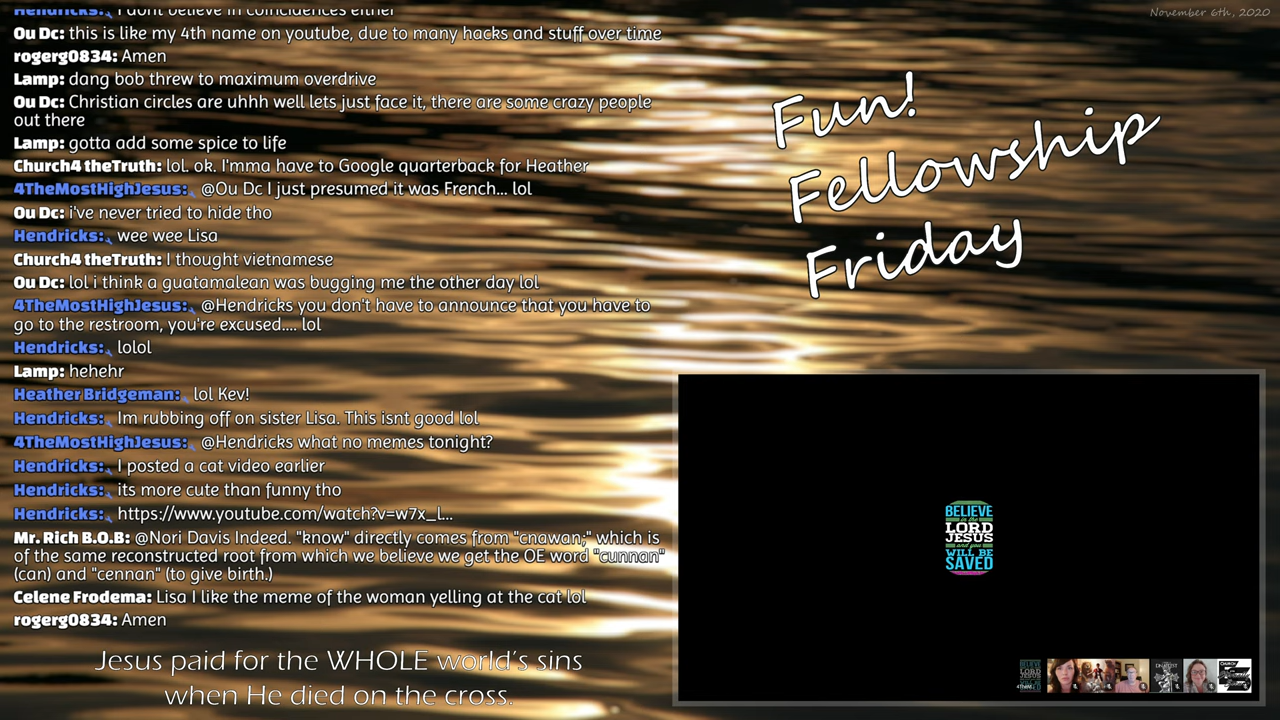 Hendricks: I dont believe in coincidences either
Ou Dc: this is like my 4th name on youtube, due to many hacks and stuff over time
rogerg0834: Amen
Lamp: dang bob threw to maximum overdrive
Ou Dc: Christian circles are uhhh well lets just face it, there are some crazy people
out there
Lamp: gotta add some spice to life
Church4 theTruth: lol. ok. I'mma have to Google quarterback for Heather
4TheMostHighJesus: @Ou Dc I just presumed it was French... lol
Ou Dc: i've never tried to hide tho
Hendricks: wee wee Lisa
Church4 theTruth: I thought vietnamese
Ou Dc: lol i think a guatamalean was bugging me the other day lol
4TheMostHighJesus: @Hendricks you don't have to announce that you have to
go to the restroom, you're excused.... lol
Hendricks: lolol
Lamp: hehehr
Heather Bridgeman: lol Kev!
Hendricks: Im rubbing off on sister Lisa. This isnt good lol
4TheMostHighJesus: @Hendricks what no memes tonight?
Hendricks: I posted a cat video earlier
Hendricks: its more cute than funny tho
Hendricks: https://www.youtube.com/watch?v=w7x_l...
Mr. Rich B.O.B: @Nori Davis Indeed. "know" directly comes from "cnawan;" which is
of the same reconstructed root from which we believe we get the OE word "cunnan"
(can) and "cennan" (to give birth.)
Celene Frodema: Lisa I like the meme of the woman yelling at the cat lol
rogerg0834: Amen
Jesus paid for the WHOLE world's sins
when He died on the cross.
November 6th, 2020
Fun!
Fellowship
Friday
BELIEVE
in the
LORD
JESUS
and you
WILL BE
SAVED